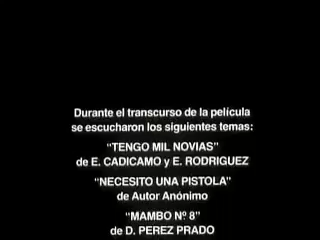 Durante el transcurso de la película
se escucharon los siguientes temas:
“TENGO MIL NOVIAS”
de E. CADICAMO y E. RODRIGUEZ
“NECESITO UNA PISTOLA”
de Autor Anónimo
“MAMBO Nº 8”
de D. PEREZ PRADO